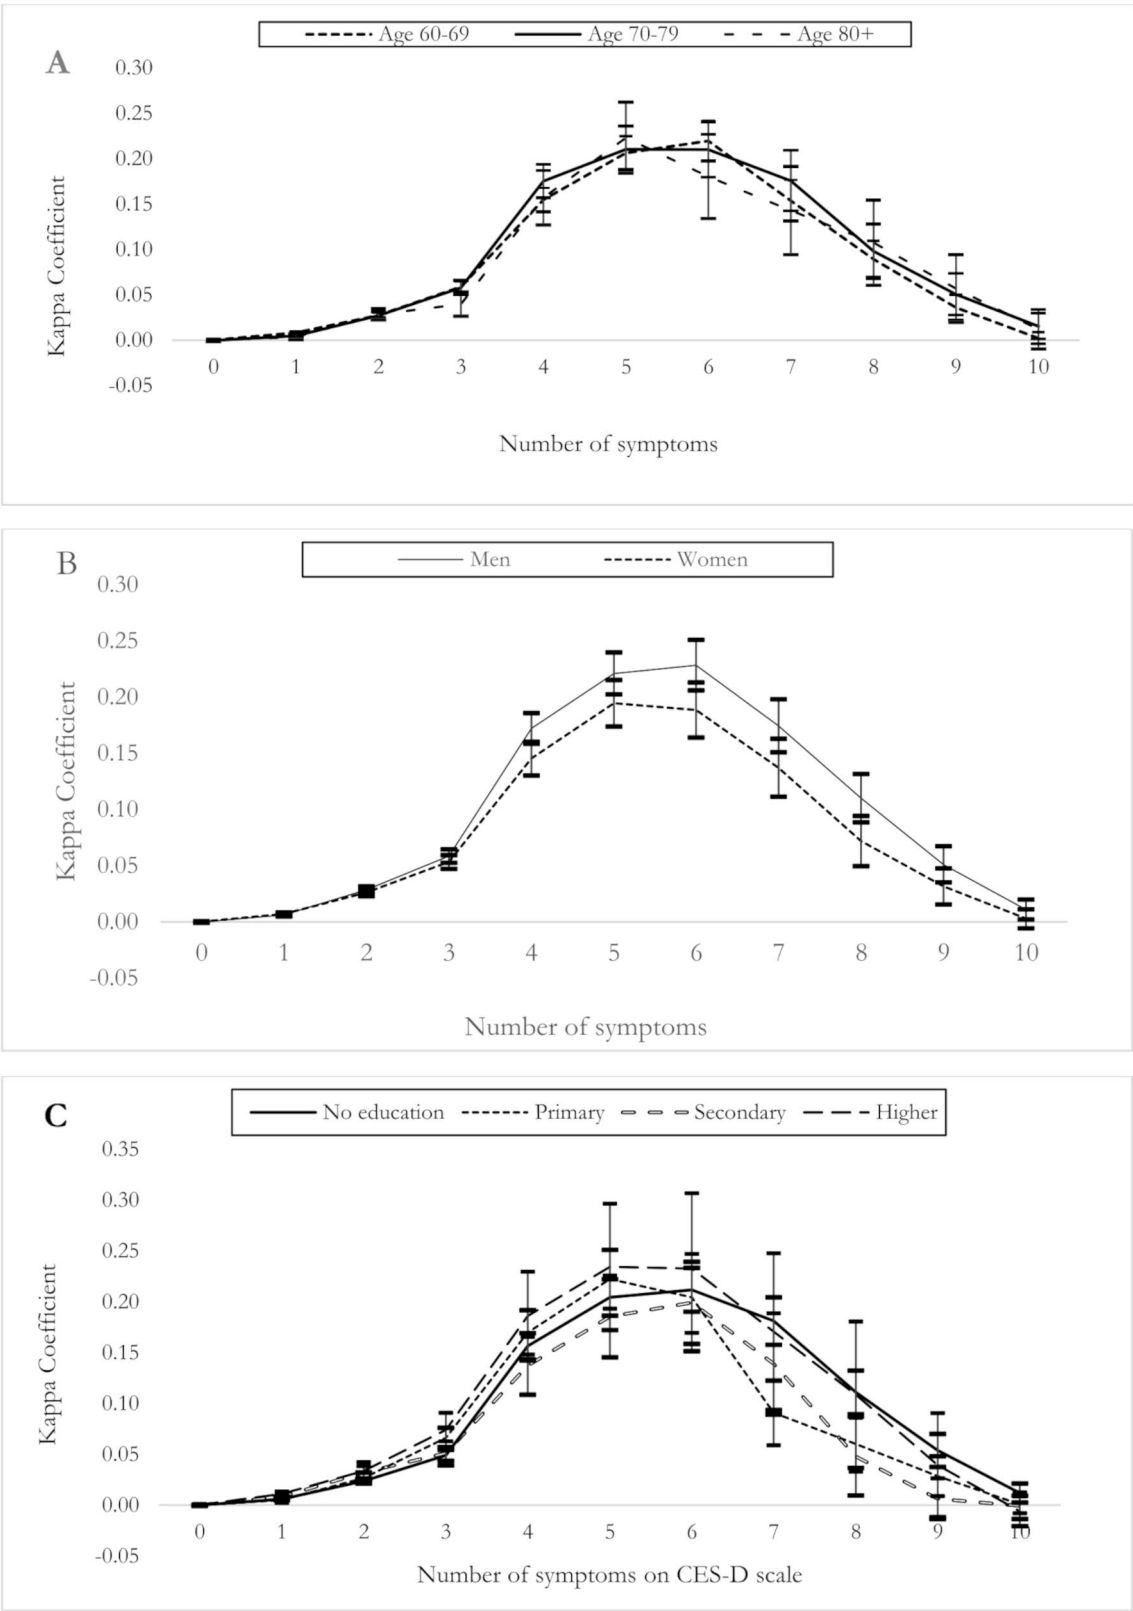 Age 60-69 Age 70-79 Age 80+
A
0.30
0.25
0.20
0.15
0.10
0.05
0.00
-0.05
Kappa Coefficient
0 1 2 3 4 5 6 7 8 9 10
Number of symptoms
B
Men Women
0.30
0.25
0.20
0.15
0.10
0.05
0.00
-0.05
Kappa Coefficient
0 1 2 3 4 5 6 7 8 9 10
Number of symptoms
C
No education Primary Secondary Higher
0.35
0.30
0.25
0.20
0.15
0.10
0.05
0.00
-0.05
Kappa Coefficient
0 1 2 3 4 5 6 7 8 9 10
Number of symptoms on CES-D scale